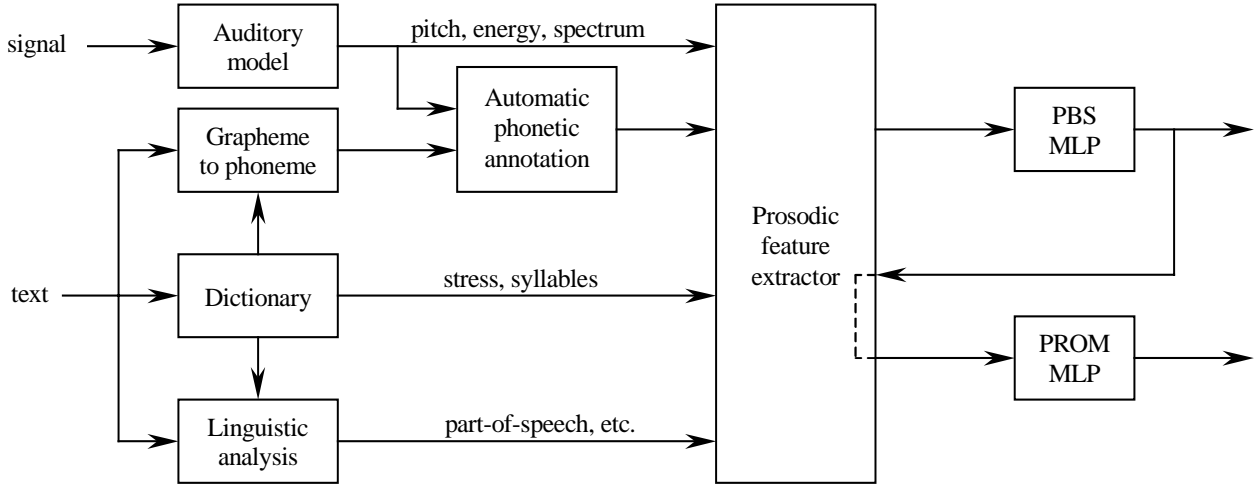 signal
Auditory
model
pitch, energy, spectrum
Automatic
phonetic
annotation
Grapheme
to phoneme
text
Dictionary
stress, syllables
Linguistic
analysis
part-of-speech, etc.
Prosodic
feature
extractor
PBS
MLP
PROM
MLP